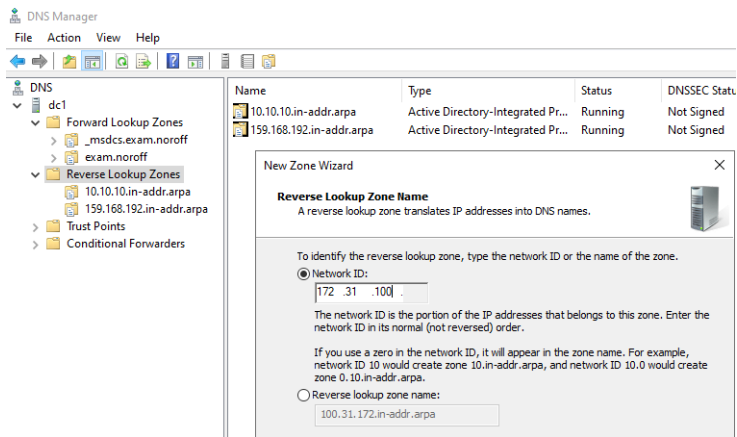 DNS Manager
File Action View Help
DNS
dc1
Forward Lookup Zones
_msdcs.exam.noroff
exam.noroff
Reverse Lookup Zones
10.10.10.in-addr.arpa
159.168.192.in-addr.arpa
Trust Points
Conditional Forwarders
Name Type Status DNSSEC Statu
10.10.10.in-addr.arpa Active Directory-Integrated Pr... Running Not Signed
159.168.192.in-addr.arpa Active Directory-Integrated Pr... Running Not Signed
New Zone Wizard
Reverse Lookup Zone Name
A reverse lookup zone translates IP addresses into DNS names.
To identify the reverse lookup zone, type the network ID or the name of the zone.
Network ID:
172 .31 .100 .
The network ID is the portion of the IP addresses that belongs to this zone. Enter the
network ID in its normal (not reversed) order.
If you use a zero in the network ID, it will appear in the zone name. For example,
network ID 10 would create zone 10.in-addr.arpa, and network ID 10.0 would create
zone 0.10.in-addr.arpa.
Reverse lookup zone name:
100.31.172.in-addr.arpa